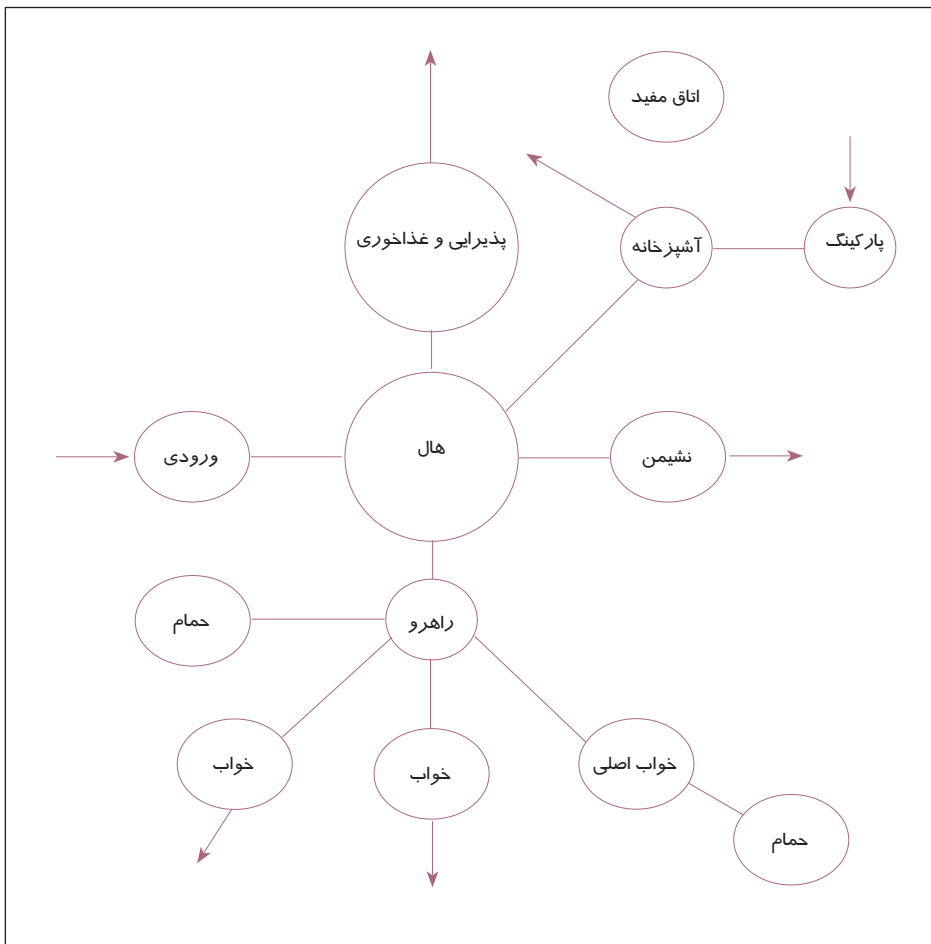 اتاق مفید
پذیرایی و غذاخوری
آشپزخانه
پارکینگ
هال
ورودی
نشیمن
حمام
راهرو
خواب
خواب
خواب اصلی
حمام